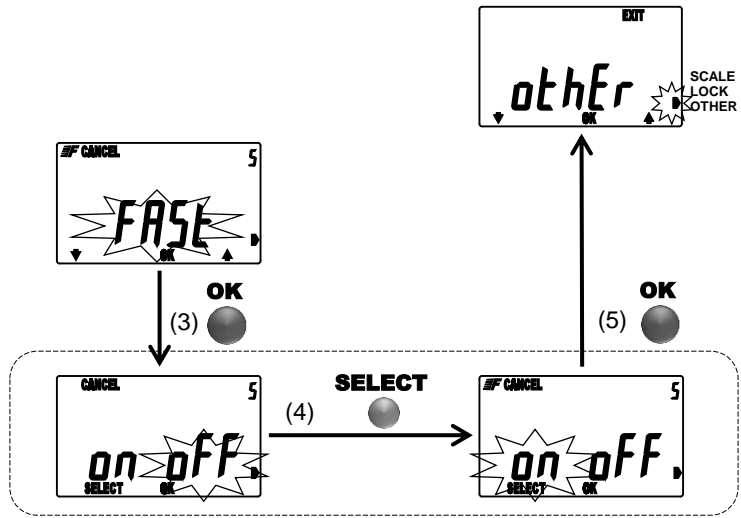 EXIT
othEr
OK
SCALE
LOCK
OTHER
F CANCEL 5
FASt
OK
OK
(3)
OK
(5)
CANCEL 5
on oFF
SELECT OK
SELECT
(4)
F CANCEL 5
on oFF
SELECT OK